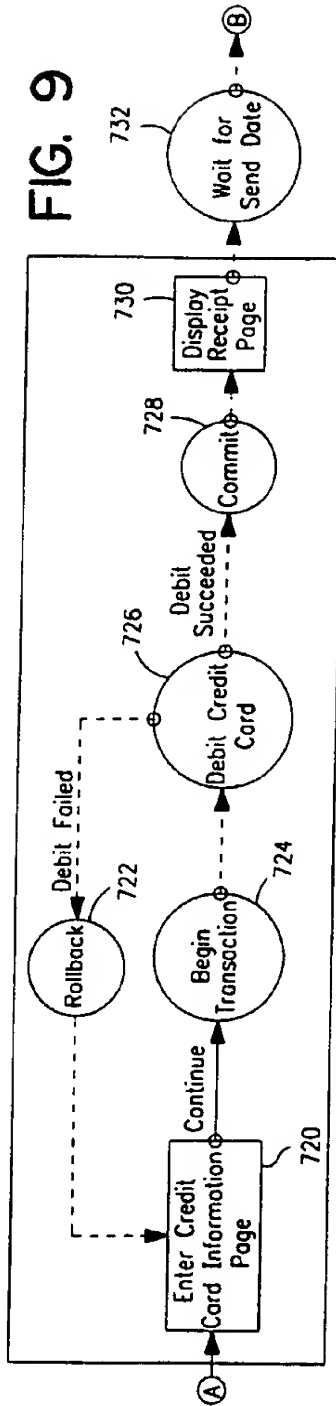 FIG. 9
A
Enter Credit
Card Information
Page
720
Continue
Begin
Transaction
724
Rollback
722
Debit Failed
Debit Credit
Card
726
Debit
Succeeded
Commit
728
Display
Receipt
Page
730
Wait for
Send Date
732
B